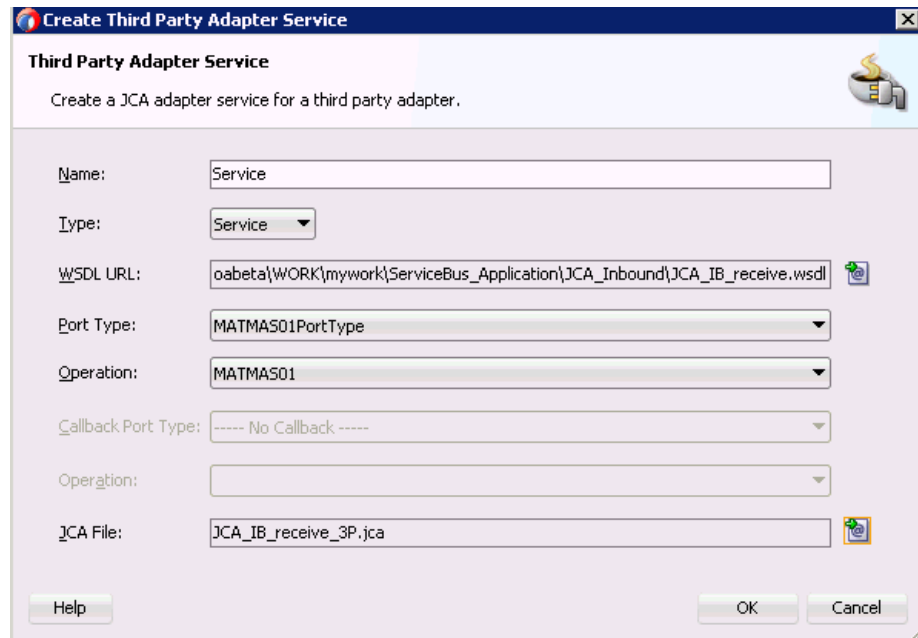 Create Third Party Adapter Service
Third Party Adapter Service
Create a JCA adapter service for a third party adapter.
Name: Service
Type: Service
WSDL URL: oabeta\WORK\mywork\ServiceBus_Application\JCA_Inbound\JCA_IB_receive.wsdl
Port Type: MATMAS01PortType
Operation: MATMAS01
Callback Port Type: ----- No Callback -----
Operation:
JCA File: JCA_IB_receive_3P.jca
Help OK Cancel